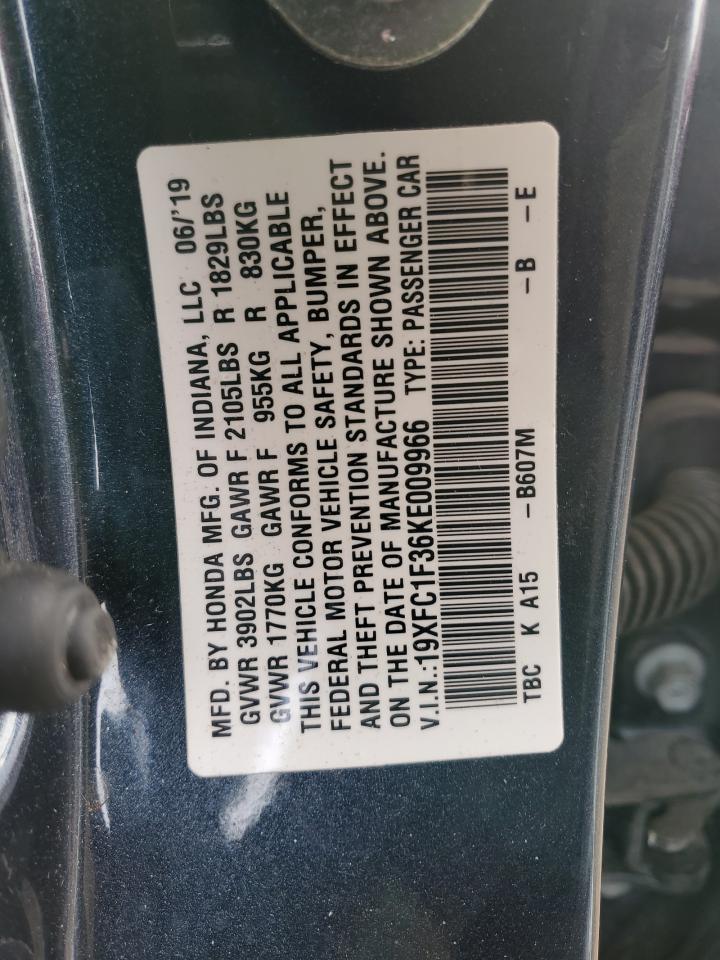 MFD. BY HONDA MFG. OF INDIANA, LLC 06/'19
GVWR 3902LBS GAWR F 2105LBS R 1829LBS
GVWR 1770KG GAWR F 955KG R 830KG
THIS VEHICLE CONFORMS TO ALL APPLICABLE
FEDERAL MOTOR VEHICLE SAFETY, BUMPER,
AND THEFT PREVENTION STANDARDS IN EFFECT
ON THE DATE OF MANUFACTURE SHOWN ABOVE.
V.I.N.:19XFC1F36KE009966 TYPE: PASSENGER CAR
TBC K A15 -B607M -B -E